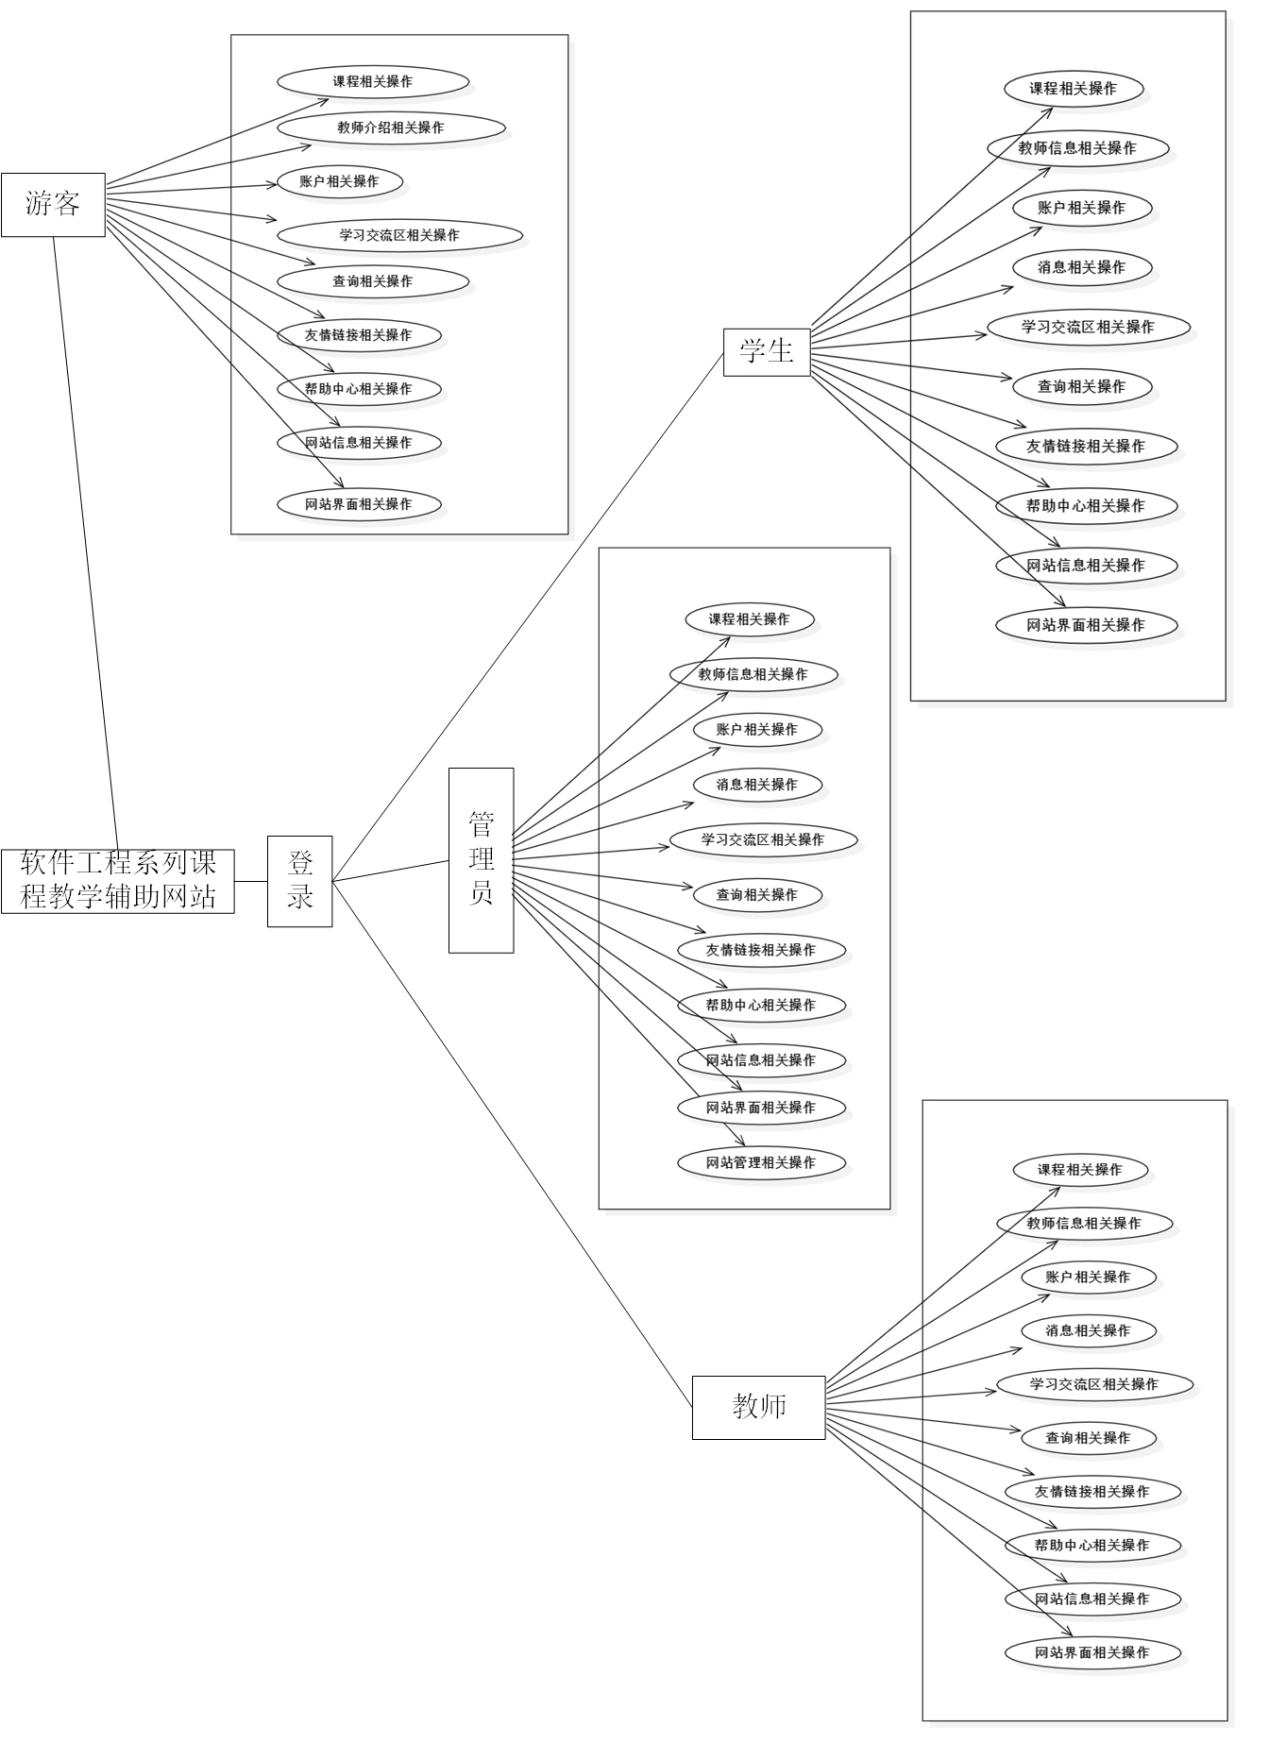 游客
课程相关操作
教师介绍相关操作
账户相关操作
学习交流区相关操作
查询相关操作
友情链接相关操作
帮助中心相关操作
网站信息相关操作
网站界面相关操作
学生
课程相关操作
教师信息相关操作
账户相关操作
消息相关操作
学习交流区相关操作
查询相关操作
友情链接相关操作
帮助中心相关操作
网站信息相关操作
网站界面相关操作
软件工程系列课
程教学辅助网站
登
录
管
理
员
课程相关操作
教师信息相关操作
账户相关操作
消息相关操作
学习交流区相关操作
查询相关操作
友情链接相关操作
帮助中心相关操作
网站信息相关操作
网站界面相关操作
网站管理相关操作
教师
课程相关操作
教师信息相关操作
账户相关操作
消息相关操作
学习交流区相关操作
查询相关操作
友情链接相关操作
帮助中心相关操作
网站信息相关操作
网站界面相关操作